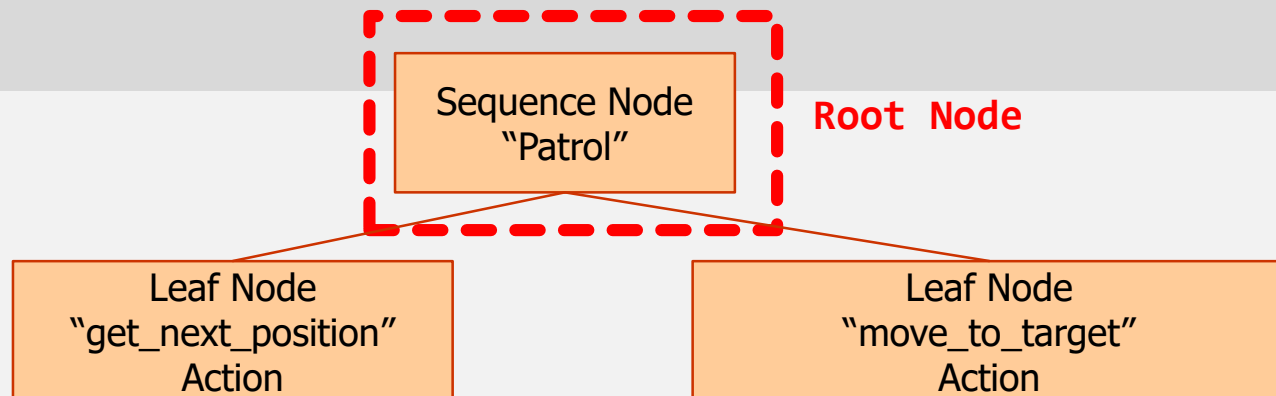 Sequence Node
“Patrol”
Root Node
Leaf Node
“get_next_position”
Action
Leaf Node
“move_to_target”
Action